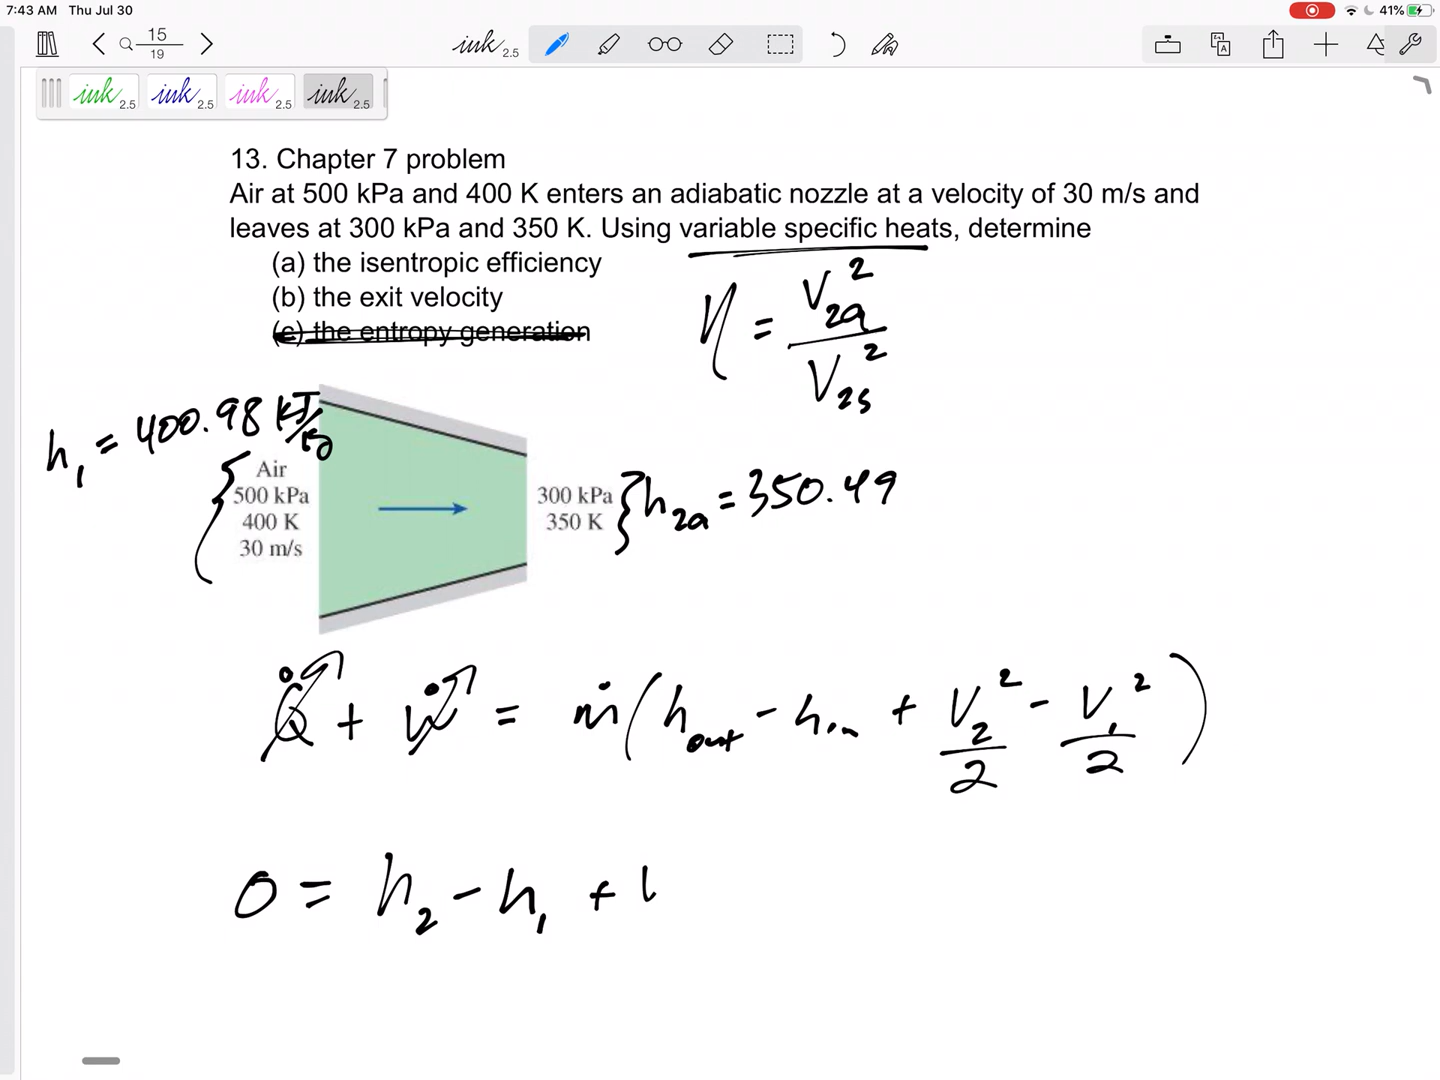 7:43 AM Thu Jul 30
41%
15
19
ink 2.5
ink 2.5
ink 2.5
ink 2.5
ink 2.5
13. Chapter 7 problem
Air at 500 kPa and 400 K enters an adiabatic nozzle at a velocity of 30 m/s and
leaves at 300 kPa and 350 K. Using variable specific heats, determine
(a) the isentropic efficiency
(b) the exit velocity
(c) the entropy generation
η = V₂ₐ² / V₂ₛ²
h₁ = 400.98 kJ/kg
Air
500 kPa
400 K
30 m/s
300 kPa
350 K
h₂ₐ = 350.49
Q̇ + Ẇ = ṁ(h_out - h_in + V₂²/2 - V₁²/2)
0 = h₂ - h₁ +